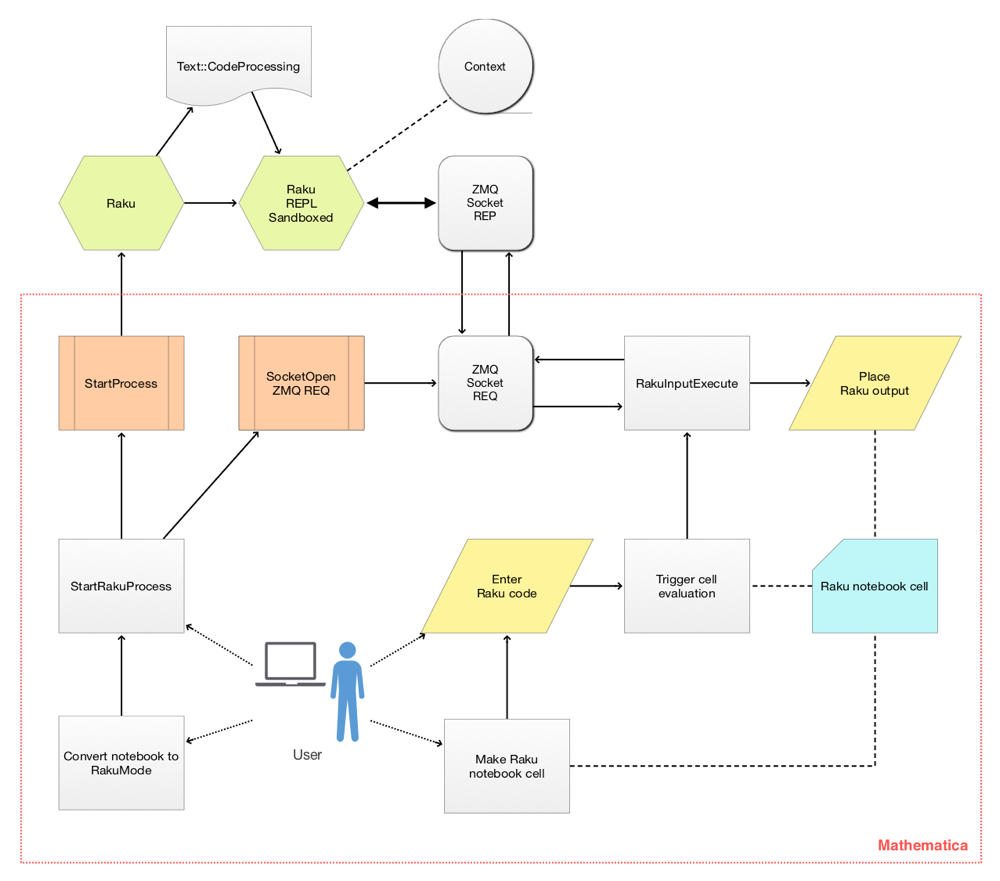 Text::CodeProcessing
Context
Raku
Raku
REPL
Sandboxed
ZMQ
Socket
REP
StartProcess
SocketOpen
ZMQ REQ
ZMQ
Socket
REQ
RakuInputExecute
Place
Raku output
StartRakuProcess
Enter
Raku code
Trigger cell
evaluation
Raku notebook cell
User
Convert notebook to
RakuMode
Make Raku
notebook cell
Mathematica